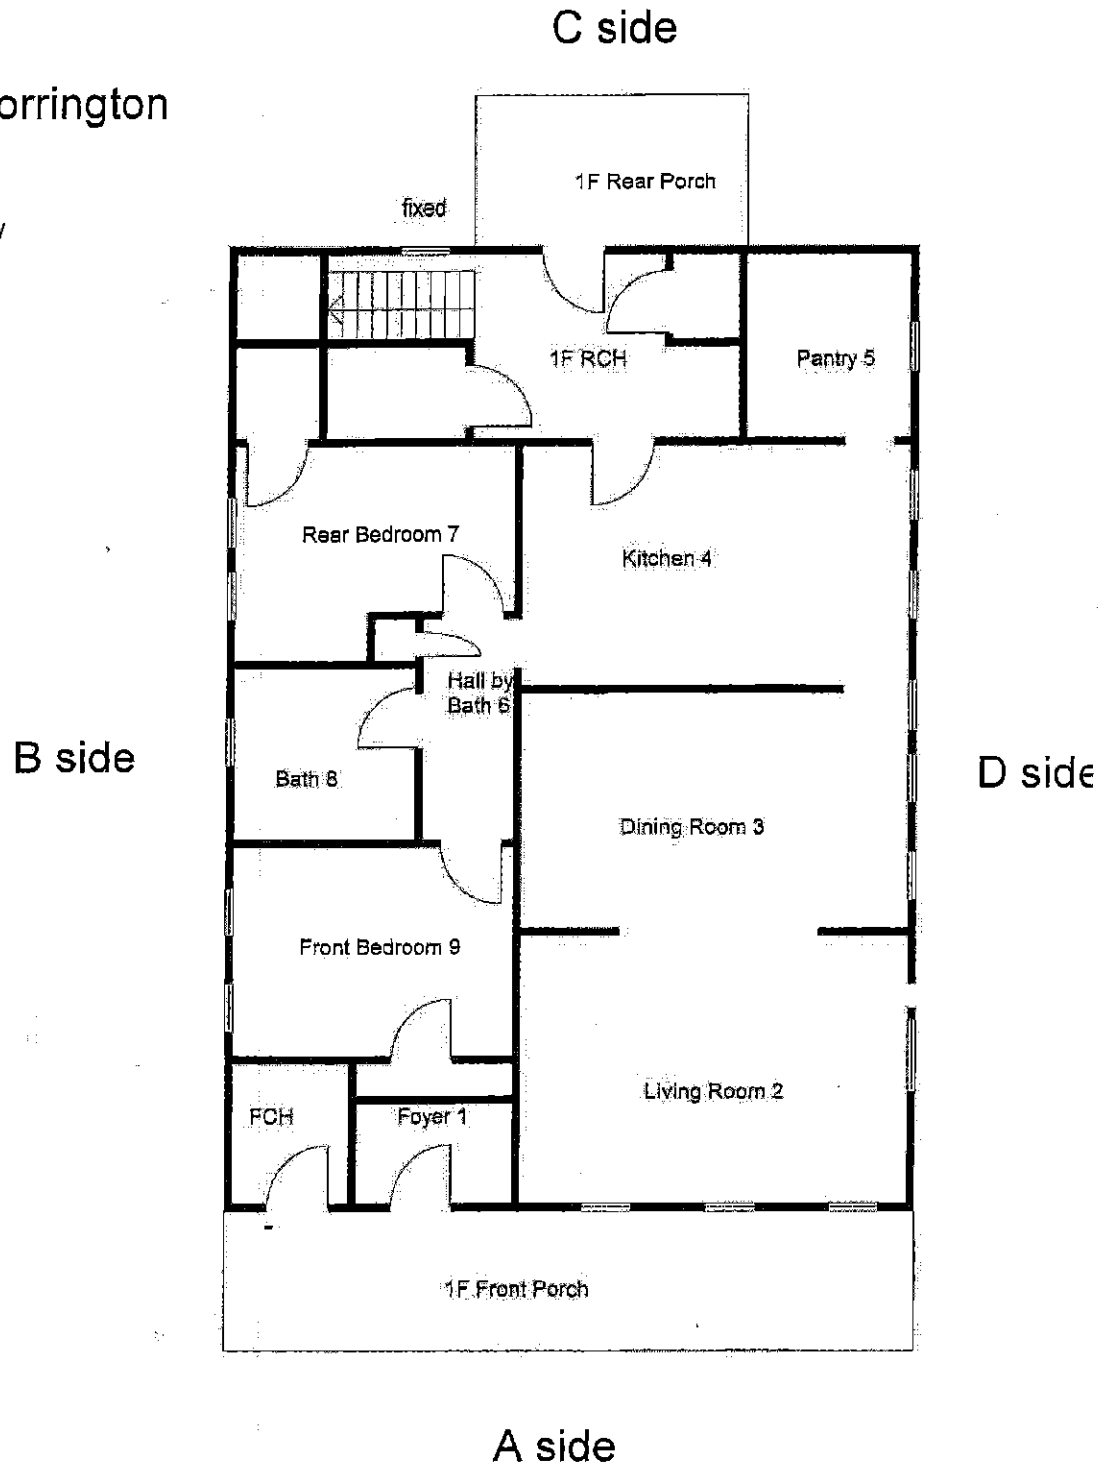 C side
orrington
1F Rear Porch
fixed
1F RCH
Pantry 5
Rear Bedroom 7
Kitchen 4
Hall by
Bath 6
B side
Bath 8
D side
Dining Room 3
Front Bedroom 9
Living Room 2
FCH
Foyer 1
1F Front Porch
A side